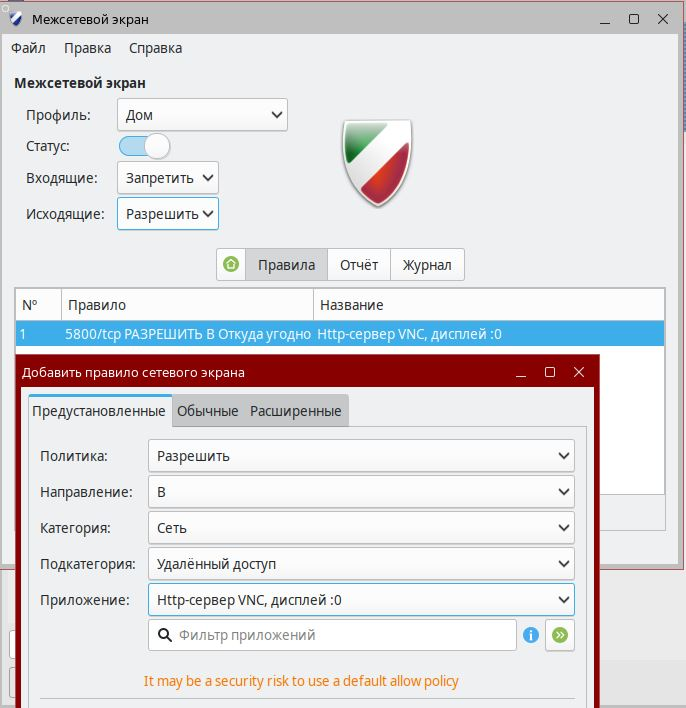 Межсетевой экран
Файл Правка Справка
Межсетевой экран
Профиль: Дом
Статус:
Входящие: Запретить
Исходящие: Разрешить
Правила Отчёт Журнал
Nº Правило Название
1 5800/tcp РАЗРЕШИТЬ В Откуда угодно Http-сервер VNC, дисплей :0
Добавить правило сетевого экрана
Предустановленные Обычные Расширенные
Политика: Разрешить
Направление: В
Категория: Сеть
Подкатегория: Удалённый доступ
Приложение: Http-сервер VNC, дисплей :0
Фильтр приложений
It may be a security risk to use a default allow policy